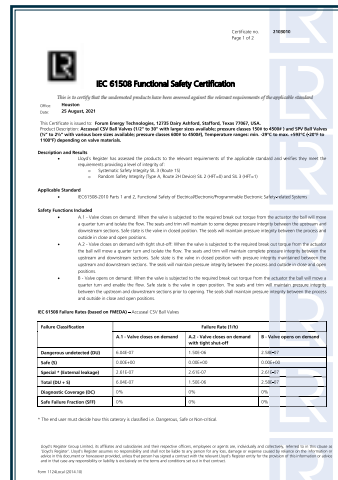 Certificate no. 2103010
Page 1 of 2
LR
IEC 61508 Functional Safety Certification
This is to certify that the undernoted products have been assessed against the relevant requirements of the applicable standard
Office: Houston
Date: 25 August, 2021
This Certificate is issued to: Forum Energy Technologies, 12735 Dairy Ashford, Stafford, Texas 77067, USA.
Product Description: Accuseal CSV Ball Valves (1/2" to 30" with larger sizes available; pressure classes 150# to 4500#) and SPV Ball Valves
(¾" to 2½" with various bore sizes available; pressure classes 600# to 4500#), Temperature ranges: min. -29°C to max. +593°C (-20°F to
1100°F) depending on valve materials.
Description and Results
• Lloyd's Register has assessed the products to the relevant requirements of the applicable standard and verifies they meet the
requirements providing a level of integrity of:
o Systematic Safety Integrity SIL 3 (Route 1S)
o Random Safety Integrity (Type A, Route 2H Device) SIL 2 (HFT=0) and SIL 3 (HFT=1)
Applicable Standard
• IEC61508-2010 Parts 1 and 2, Functional Safety of Electrical/Electronic/Programmable Electronic Safety-related Systems
Safety Functions Included
• A.1 - Valve closes on demand. When the valve is subjected to the required break out torque from the actuator the ball will move
a quarter turn and isolate the flow. The seats and trim will maintain to some degree pressure integrity between the upstream and
downstream sections. Safe state is the valve in closed position. The seals will maintain pressure integrity between the process and
outside in close and open positions.
• A.2 - Valve closes on demand with tight shut-off. When the valve is subjected to the required break out torque from the actuator
the ball will move a quarter turn and isolate the flow. The seats and trim will maintain complete pressure integrity between the
upstream and downstream sections. Safe state is the valve in closed position with pressure integrity maintained between the
upstream and downstream sections. The seals will maintain pressure integrity between the process and outside in close and open
positions.
• B - Valve opens on demand. When the valve is subjected to the required break out torque from the actuator the ball will move a
quarter turn and enable the flow. Safe state is the valve in open position. The seats and trim will maintain pressure integrity
between the upstream and downstream sections prior to opening. The seals shall maintain pressure integrity between the process
and outside in close and open positions.
IEC 61508 Failure Rates (based on FMEDA) – Accuseal CSV Ball Valves
Failure Classification Failure Rate (1/h)
A.1 - Valve closes on demand A.2 - Valve closes on demand with tight shut-off B - Valve opens on demand
Dangerous undetected (DU) 6.04E-07 1.50E-06 2.58E-07
Safe (S) 0.00E+00 0.00E+00 0.00E+00
Special * (External leakage) 2.61E-07 2.61E-07 2.61E-07
Total (DU + S) 6.04E-07 1.50E-06 2.58E-07
Diagnostic Coverage (DC) 0% 0% 0%
Safe Failure Fraction (SFF) 0% 0% 0%
* The end user must decide how this category is classified i.e. Dangerous, Safe or Non-critical.
Lloyd's Register Group Limited, its affiliates and subsidiaries and their respective officers, employees or agents are, individually and collectively, referred to in this clause as
'Lloyd's Register'. Lloyd's Register assumes no responsibility and shall not be liable to any person for any loss, damage or expense caused by reliance on the information or
advice in this document or howsoever provided, unless that person has signed a contract with the relevant Lloyd's Register entity for the provision of this information or advice
and in that case any responsibility or liability is exclusively on the terms and conditions set out in that contract.